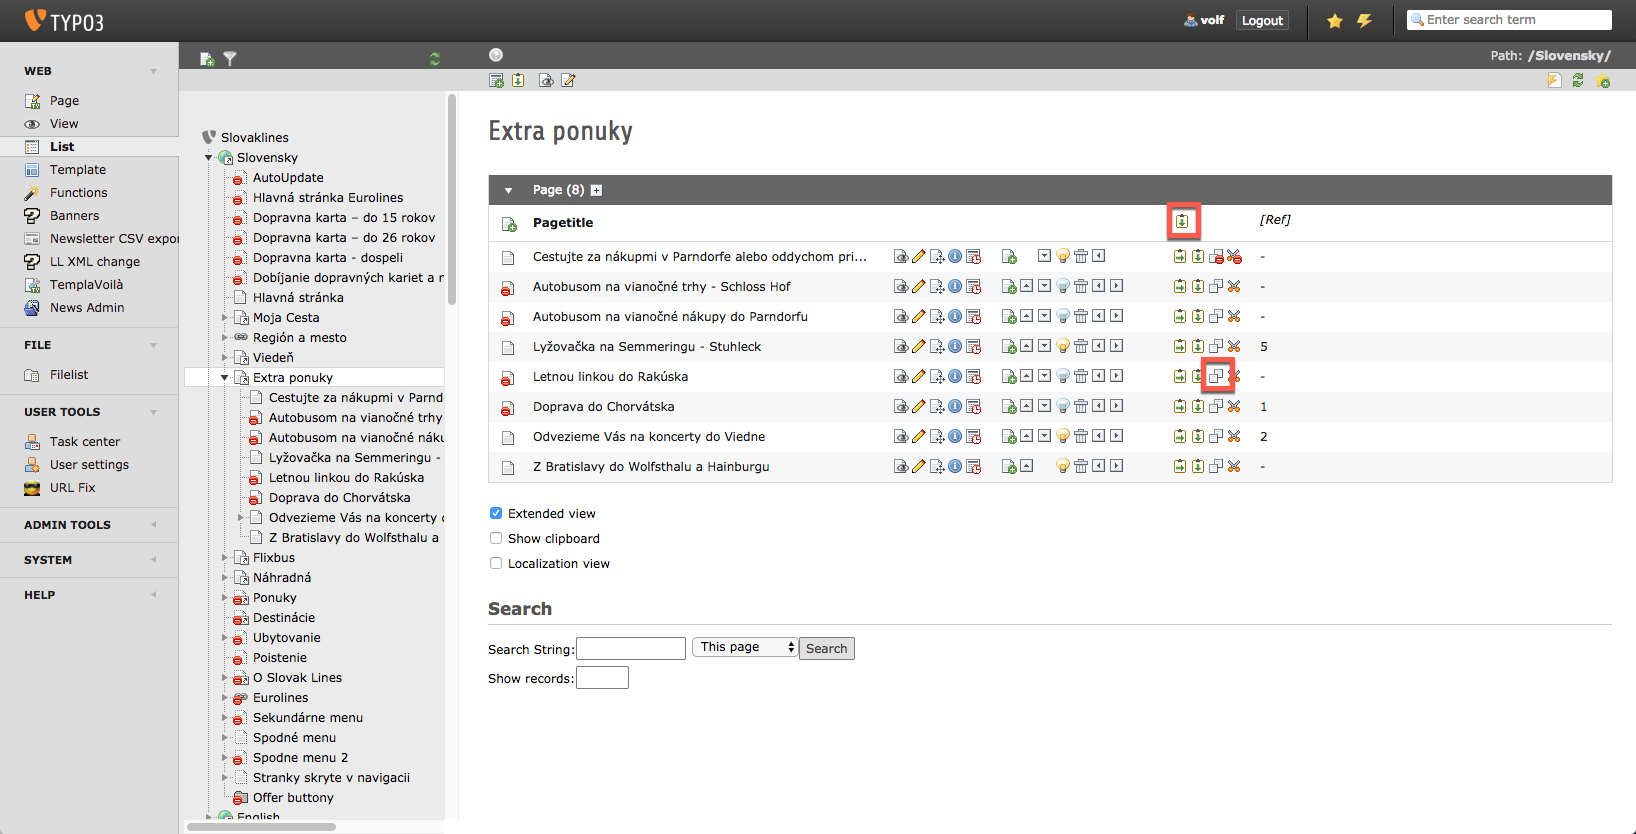 TYPO3
volf
Logout
Enter search term
Path: /Slovensky/
WEB
Page
View
List
Template
Functions
Banners
Newsletter CSV expor
LL XML change
TemplaVoilà
News Admin
FILE
Filelist
USER TOOLS
Task center
User settings
URL Fix
ADMIN TOOLS
SYSTEM
HELP
Slovaklines
Slovensky
AutoUpdate
Hlavná stránka Eurolines
Dopravna karta – do 15 rokov
Dopravna karta – do 26 rokov
Dopravna karta - dospeli
Dobíjanie dopravných kariet a n
Hlavná stránka
Moja Cesta
Región a mesto
Viedeň
Extra ponuky
Cestujte za nákupmi v Parnd
Autobusom na vianočné trhy
Autobusom na vianočné náku
Lyžovačka na Semmeringu -
Letnou linkou do Rakúska
Doprava do Chorvátska
Odvezieme Vás na koncerty d
Z Bratislavy do Wolfsthalu a
Flixbus
Náhradná
Ponuky
Destinácie
Ubytovanie
Poistenie
O Slovak Lines
Eurolines
Sekundárne menu
Spodné menu
Spodne menu 2
Stranky skryte v navigacii
Offer buttony
English
Extra ponuky
Page (8)
Pagetitle
[Ref]
Cestujte za nákupmi v Parndorfe alebo oddychom pri... -
Autobusom na vianočné trhy - Schloss Hof -
Autobusom na vianočné nákupy do Parndorfu -
Lyžovačka na Semmeringu - Stuhleck 5
Letnou linkou do Rakúska -
Doprava do Chorvátska 1
Odvezieme Vás na koncerty do Viedne 2
Z Bratislavy do Wolfsthalu a Hainburgu -
Extended view
Show clipboard
Localization view
Search
Search String: This page Search
Show records: